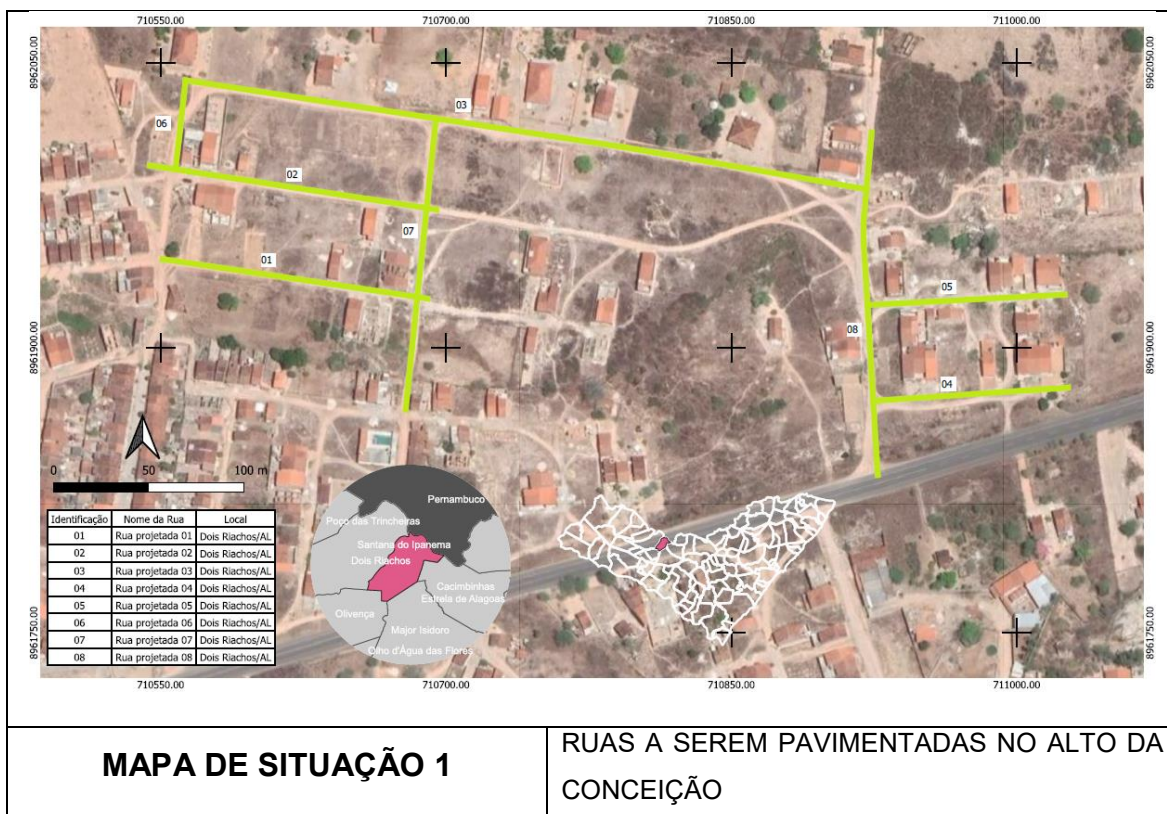 710550.00 710700.00 710850.00 711000.00
8962050.00 8962050.00
03
06
02
07
01
05
08
04
8961900.00 8961900.00
0 50 100 m
Identificação Nome da Rua Local
01 Rua projetada 01 Dois Riachos/AL
02 Rua projetada 02 Dois Riachos/AL
03 Rua projetada 03 Dois Riachos/AL
04 Rua projetada 04 Dois Riachos/AL
05 Rua projetada 05 Dois Riachos/AL
06 Rua projetada 06 Dois Riachos/AL
07 Rua projetada 07 Dois Riachos/AL
08 Rua projetada 08 Dois Riachos/AL
Pernambuco
Poço das Trincheiras
Santana do Ipanema
Dois Riachos
Cacimbinhas
Estrela de Alagoas
Olivença
Major Isidoro
Olho d'Água das Flores
8961750.00 8961750.00
710550.00 710700.00 710850.00 711000.00
MAPA DE SITUAÇÃO 1
RUAS A SEREM PAVIMENTADAS NO ALTO DA
CONCEIÇÃO